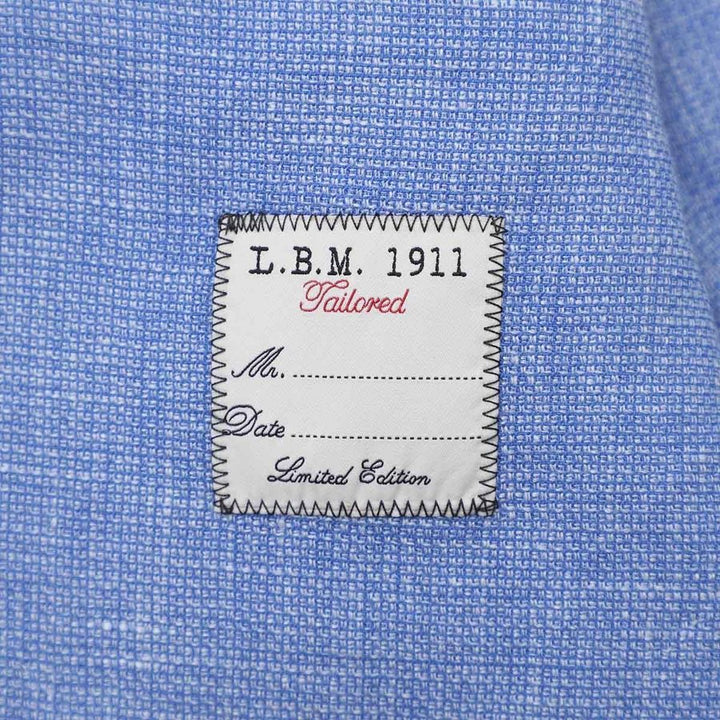 L.B.M. 1911
Tailored
Mr. ........................
Date ........................
Limited Edition